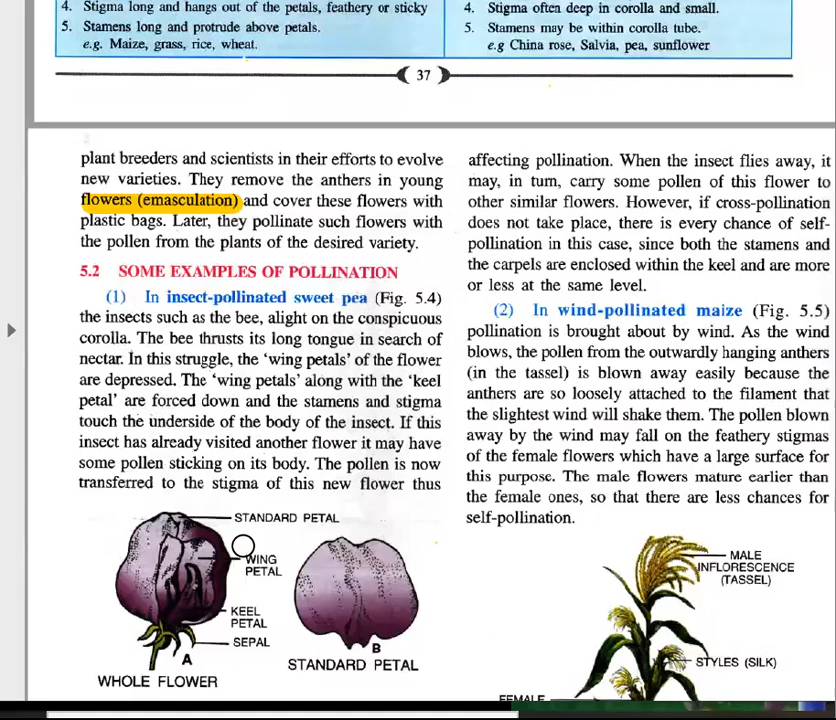 4. Stigma long and hangs out of the petals, feathery or sticky
5. Stamens long and protrude above petals.
e.g. Maize, grass, rice, wheat.
4. Stigma often deep in corolla and small.
5. Stamens may be within corolla tube.
e.g China rose, Salvia, pea, sunflower
37
plant breeders and scientists in their efforts to evolve
new varieties. They remove the anthers in young
flowers (emasculation) and cover these flowers with
plastic bags. Later, they pollinate such flowers with
the pollen from the plants of the desired variety.
5.2 SOME EXAMPLES OF POLLINATION
(1) In insect-pollinated sweet pea (Fig. 5.4)
the insects such as the bee, alight on the conspicuous
corolla. The bee thrusts its long tongue in search of
nectar. In this struggle, the ‘wing petals’ of the flower
are depressed. The ‘wing petals’ along with the ‘keel
petal’ are forced down and the stamens and stigma
touch the underside of the body of the insect. If this
insect has already visited another flower it may have
some pollen sticking on its body. The pollen is now
transferred to the stigma of this new flower thus
STANDARD PETAL
WING
PETAL
KEEL
PETAL
SEPAL
A
WHOLE FLOWER
B
STANDARD PETAL
affecting pollination. When the insect flies away, it
may, in turn, carry some pollen of this flower to
other similar flowers. However, if cross-pollination
does not take place, there is every chance of self-
pollination in this case, since both the stamens and
the carpels are enclosed within the keel and are more
or less at the same level.
(2) In wind-pollinated maize (Fig. 5.5)
pollination is brought about by wind. As the wind
blows, the pollen from the outwardly hanging anthers
(in the tassel) is blown away easily because the
anthers are so loosely attached to the filament that
the slightest wind will shake them. The pollen blown
away by the wind may fall on the feathery stigmas
of the female flowers which have a large surface for
this purpose. The male flowers mature earlier than
the female ones, so that there are less chances for
self-pollination.
MALE
INFLORESCENCE
(TASSEL)
STYLES (SILK)
FEMALE